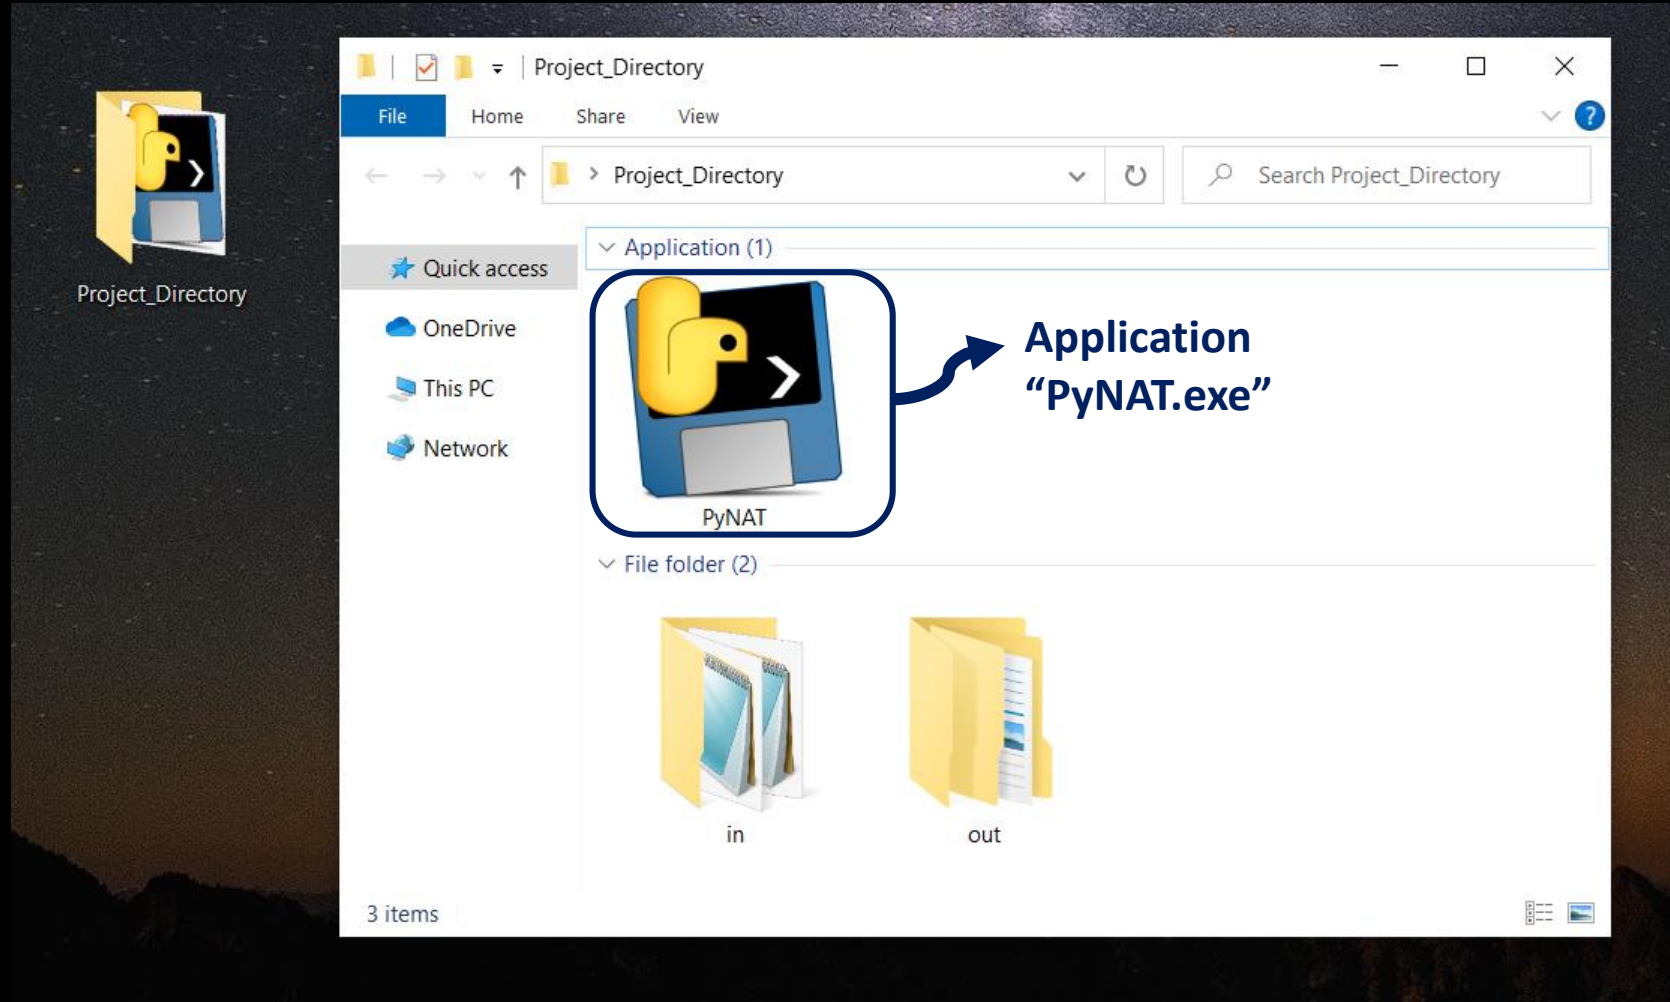 Project_Directory
Project_Directory
File Home Share View
Project_Directory
Search Project_Directory
Quick access
OneDrive
This PC
Network
Application (1)
PyNAT
Application
“PyNAT.exe”
File folder (2)
in
out
3 items